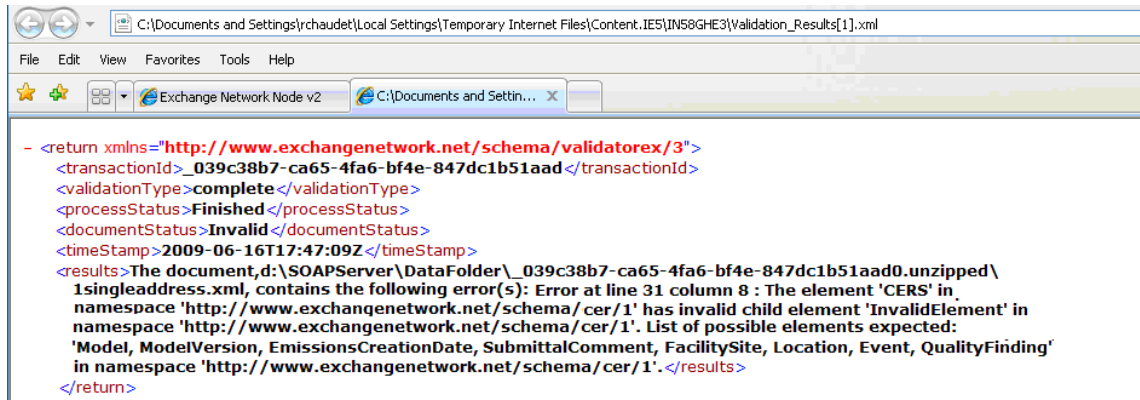 C:\Documents and Settings\rchaudet\Local Settings\Temporary Internet Files\Content.IE5\IN58GHE3\Validation_Results[1].xml
File Edit View Favorites Tools Help
Exchange Network Node v2 C:\Documents and Settin... X
- <return xmlns="http://www.exchangenetwork.net/schema/validatorex/3">
<transactionId>_039c38b7-ca65-4fa6-bf4e-847dc1b51aad</transactionId>
<validationType>complete</validationType>
<processStatus>Finished</processStatus>
<documentStatus>Invalid</documentStatus>
<timeStamp>2009-06-16T17:47:09Z</timeStamp>
<results>The document,d:\SOAPServer\DataFolder\_039c38b7-ca65-4fa6-bf4e-847dc1b51aad0.unzipped\
1singleaddress.xml, contains the following error(s): Error at line 31 column 8 : The element 'CERS' in
namespace 'http://www.exchangenetwork.net/schema/cer/1' has invalid child element 'InvalidElement' in
namespace 'http://www.exchangenetwork.net/schema/cer/1'. List of possible elements expected:
'Model, ModelVersion, EmissionsCreationDate, SubmittalComment, FacilitySite, Location, Event, QualityFinding'
in namespace 'http://www.exchangenetwork.net/schema/cer/1'.</results>
</return>